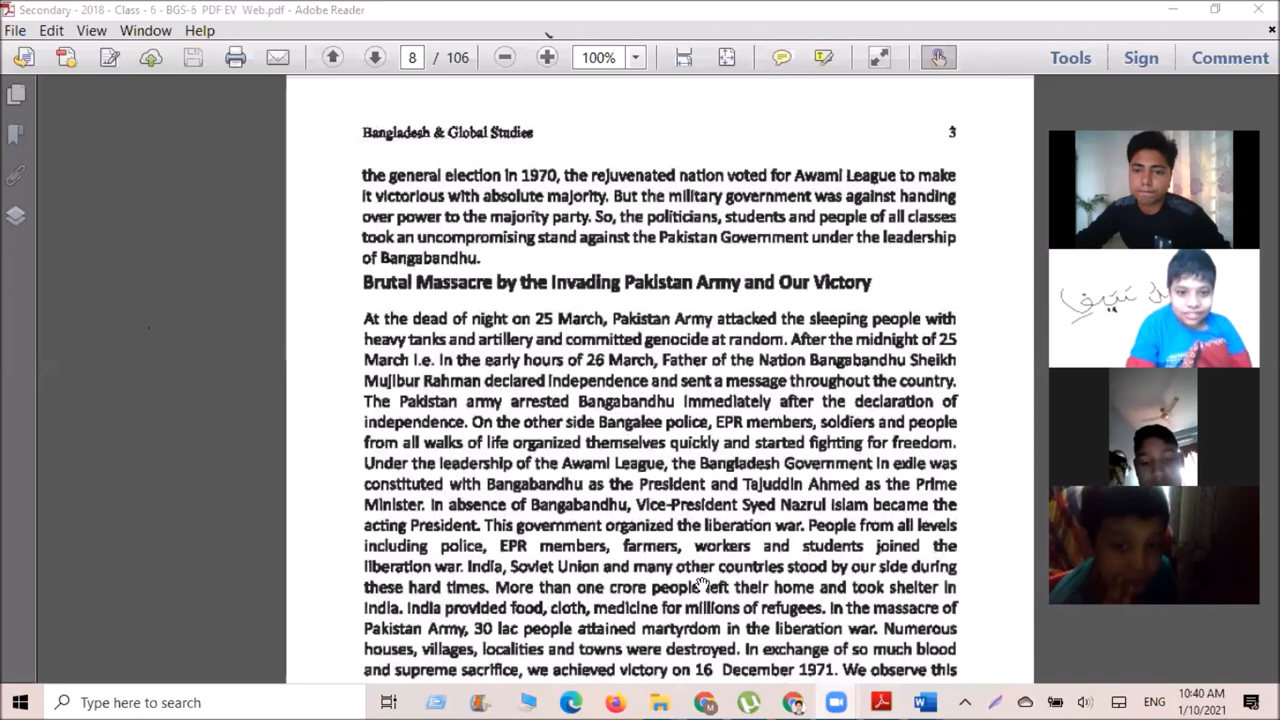 Secondary - 2018 - Class - 6 - BGS-6 PDF EV Web.pdf - Adobe Reader
File Edit View Window Help
8 / 106 100% Tools Sign Comment
Bangladesh & Global Studies 3
the general election in 1970, the rejuvenated nation voted for Awami League to make
it victorious with absolute majority. But the military government was against handing
over power to the majority party. So, the politicians, students and people of all classes
took an uncompromising stand against the Pakistan Government under the leadership
of Bangabandhu.
Brutal Massacre by the Invading Pakistan Army and Our Victory
At the dead of night on 25 March, Pakistan Army attacked the sleeping people with
heavy tanks and artillery and committed genocide at random. After the midnight of 25
March i.e. in the early hours of 26 March, Father of the Nation Bangabandhu Sheikh
Mujibur Rahman declared independence and sent a message throughout the country.
The Pakistan army arrested Bangabandhu immediately after the declaration of
independence. On the other side Bangalee police, EPR members, soldiers and people
from all walks of life organized themselves quickly and started fighting for freedom.
Under the leadership of the Awami League, the Bangladesh Government in exile was
constituted with Bangabandhu as the President and Tajuddin Ahmed as the Prime
Minister. In absence of Bangabandhu, Vice-President Syed Nazrul Islam became the
acting President. This government organized the liberation war. People from all levels
including police, EPR members, farmers, workers and students joined the
liberation war. India, Soviet Union and many other countries stood by our side during
these hard times. More than one crore people left their home and took shelter in
India. India provided food, cloth, medicine for millions of refugees. In the massacre of
Pakistan Army, 30 lac people attained martyrdom in the liberation war. Numerous
houses, villages, localities and towns were destroyed. In exchange of so much blood
and supreme sacrifice, we achieved victory on 16 December 1971. We observe this
Type here to search ENG 10:40 AM
1/10/2021